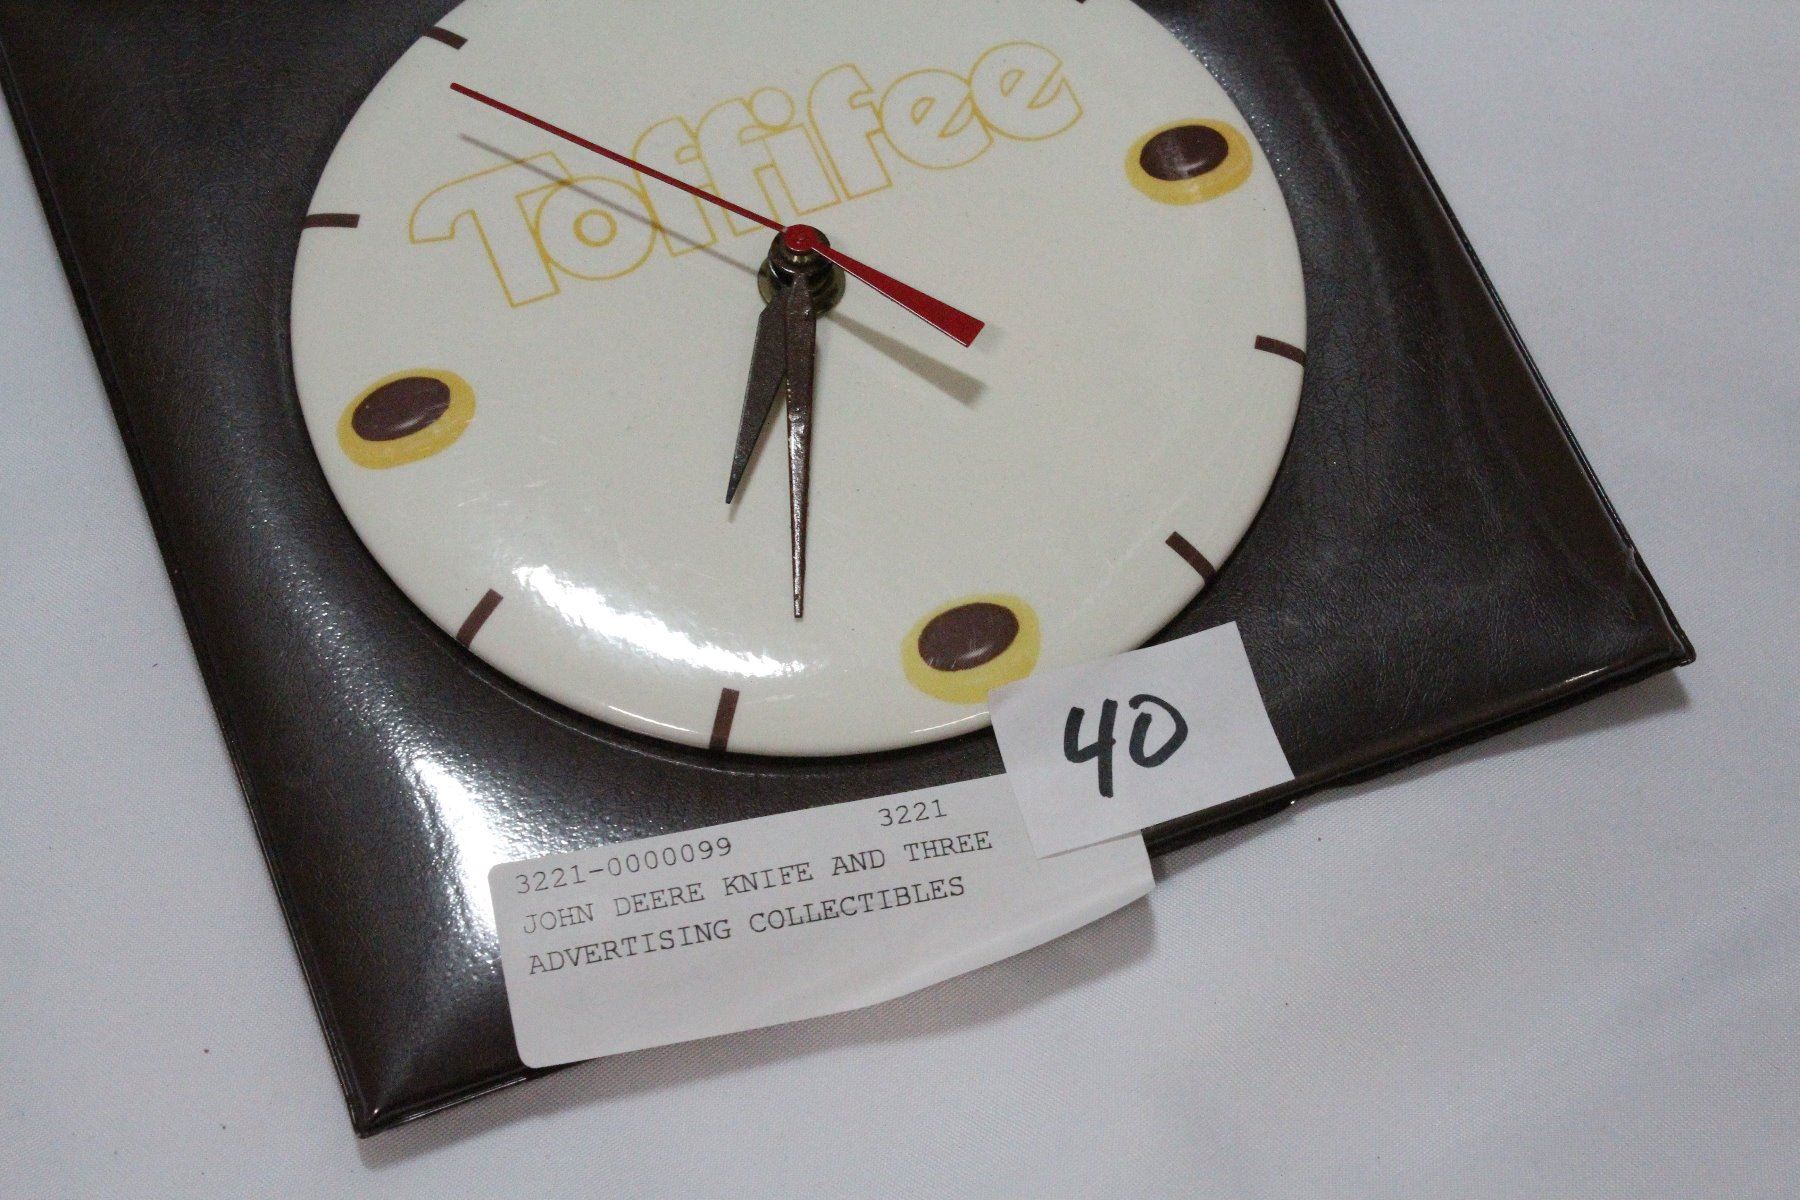 Toffifee
40
3221-0000099 3221
JOHN DEERE KNIFE AND THREE
ADVERTISING COLLECTIBLES